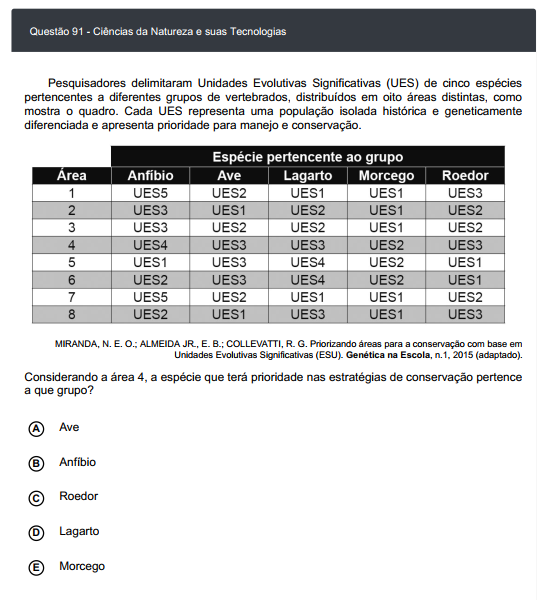 Questão 91 - Ciências da Natureza e suas Tecnologias
Pesquisadores delimitaram Unidades Evolutivas Significativas (UES) de cinco espécies
pertencentes a diferentes grupos de vertebrados, distribuídos em oito áreas distintas, como
mostra o quadro. Cada UES representa uma população isolada histórica e geneticamente
diferenciada e apresenta prioridade para manejo e conservação.
Espécie pertencente ao grupo
Área Anfíbio Ave Lagarto Morcego Roedor
1 UES5 UES2 UES1 UES1 UES3
2 UES3 UES1 UES2 UES1 UES2
3 UES3 UES2 UES2 UES1 UES2
4 UES4 UES3 UES3 UES2 UES3
5 UES1 UES3 UES4 UES2 UES1
6 UES2 UES3 UES4 UES2 UES1
7 UES5 UES2 UES1 UES1 UES2
8 UES2 UES1 UES3 UES1 UES3
MIRANDA, N. E. O.; ALMEIDA JR., E. B.; COLLEVATTI, R. G. Priorizando áreas para a conservação com base em
Unidades Evolutivas Significativas (ESU). Genética na Escola, n.1, 2015 (adaptado).
Considerando a área 4, a espécie que terá prioridade nas estratégias de conservação pertence
a que grupo?
A Ave
B Anfíbio
C Roedor
D Lagarto
E Morcego